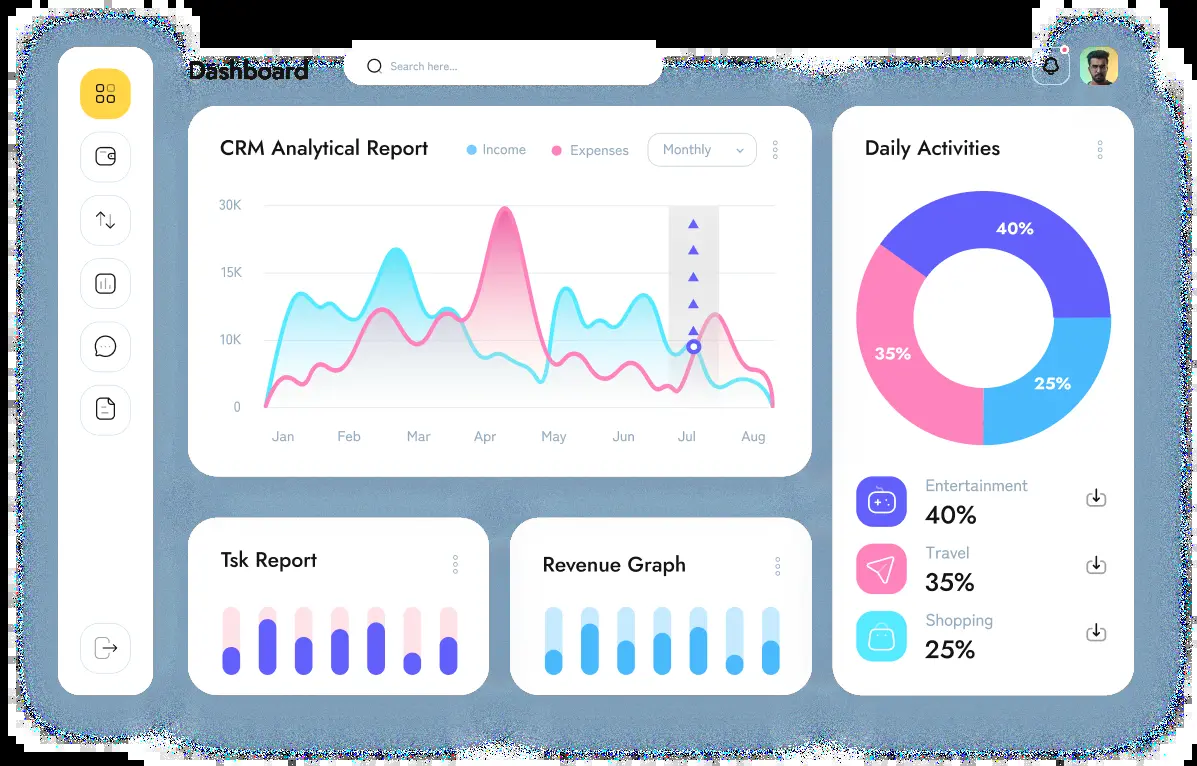 Dashboard
Search here...
CRM Analytical Report
Income
Expenses
Monthly
30K
15K
10K
0
Jan Feb Mar Apr May Jun Jul Aug
Daily Activities
40%
35%
25%
Entertainment
40%
Travel
35%
Shopping
25%
Tsk Report
Revenue Graph